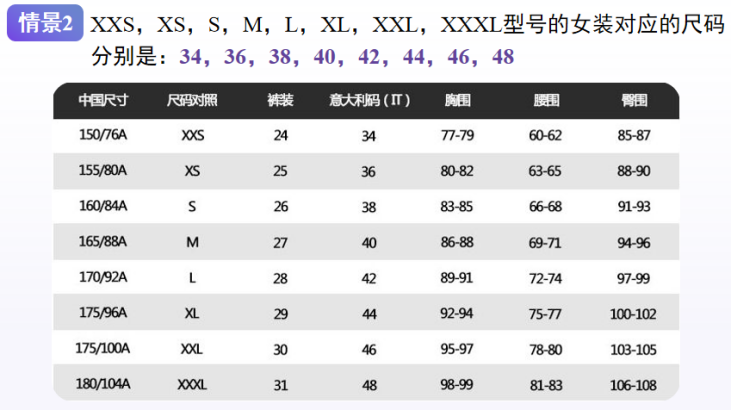 情景2 XXS，XS，S，M，L，XL，XXL，XXXL型号的女装对应的尺码
分别是：34，36，38，40，42，44，46，48
中国尺寸 尺码对照 裤装 意大利码（IT） 胸围 腰围 臀围
150/76A XXS 24 34 77-79 60-62 85-87
155/80A XS 25 36 80-82 63-65 88-90
160/84A S 26 38 83-85 66-68 91-93
165/88A M 27 40 86-88 69-71 94-96
170/92A L 28 42 89-91 72-74 97-99
175/96A XL 29 44 92-94 75-77 100-102
175/100A XXL 30 46 95-97 78-80 103-105
180/104A XXXL 31 48 98-99 81-83 106-108